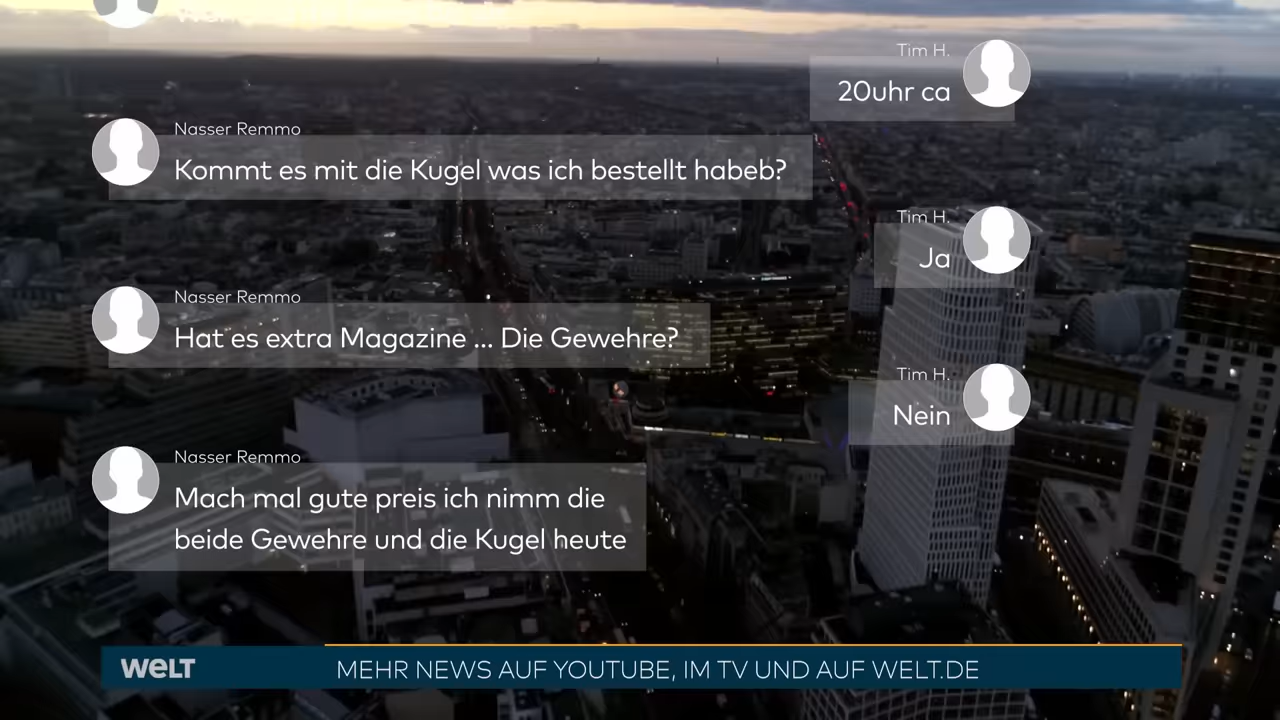 Tim H.
20uhr ca
Nasser Remmo
Kommt es mit die Kugel was ich bestellt habeb?
Tim H.
Ja
Nasser Remmo
Hat es extra Magazine ... Die Gewehre?
Tim H.
Nein
Nasser Remmo
Mach mal gute preis ich nimm die
beide Gewehre und die Kugel heute
WELT MEHR NEWS AUF YOUTUBE, IM TV UND AUF WELT.DE